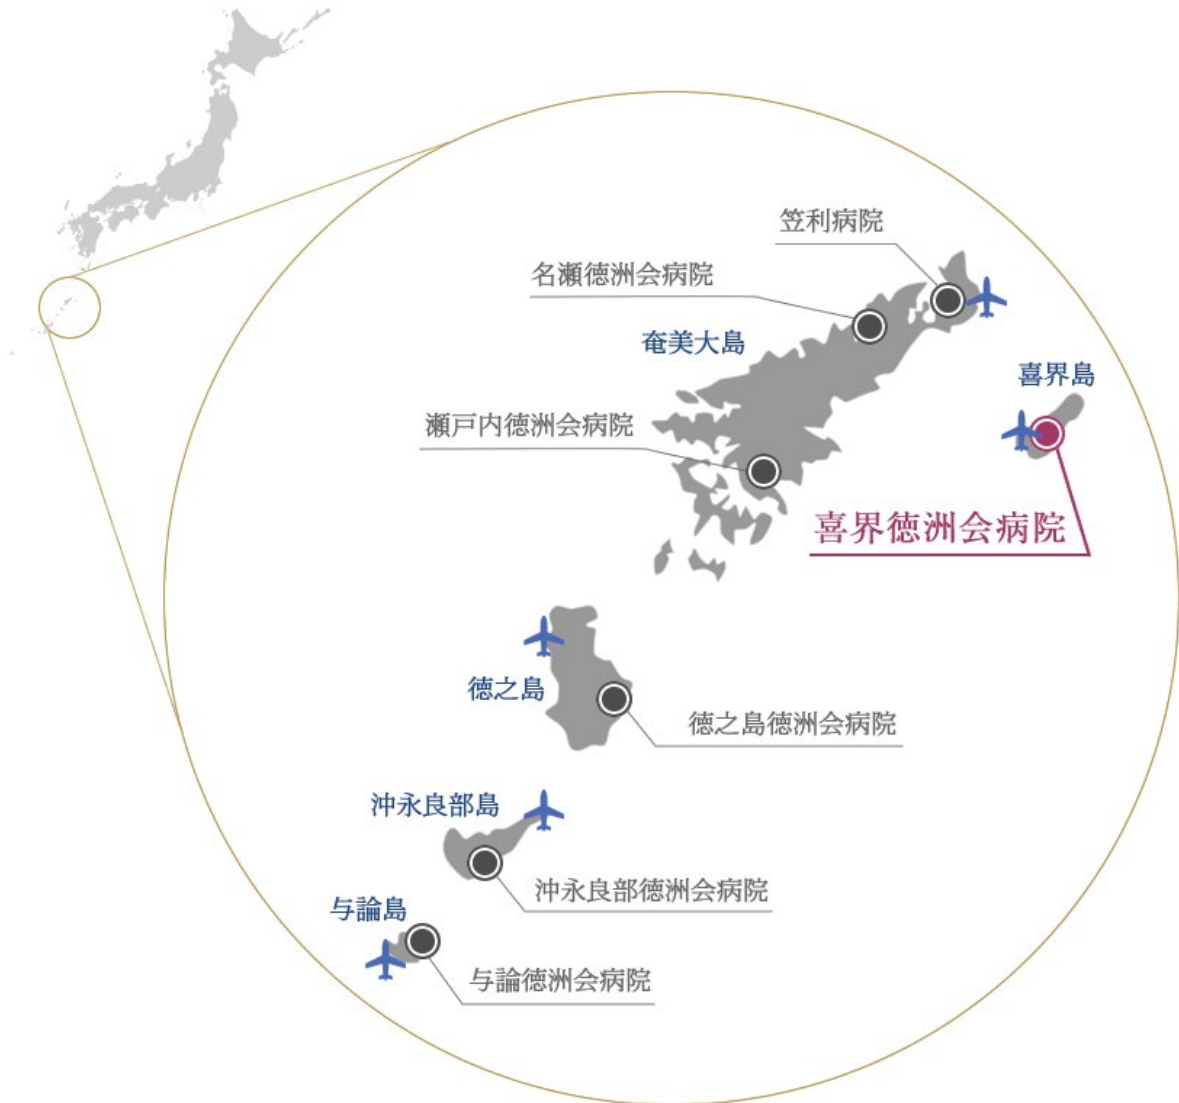 笠利病院
名瀬徳洲会病院
奄美大島
喜界島
瀬戸内徳洲会病院
喜界徳洲会病院
徳之島
徳之島徳洲会病院
沖永良部島
沖永良部徳洲会病院
与論島
与論徳洲会病院